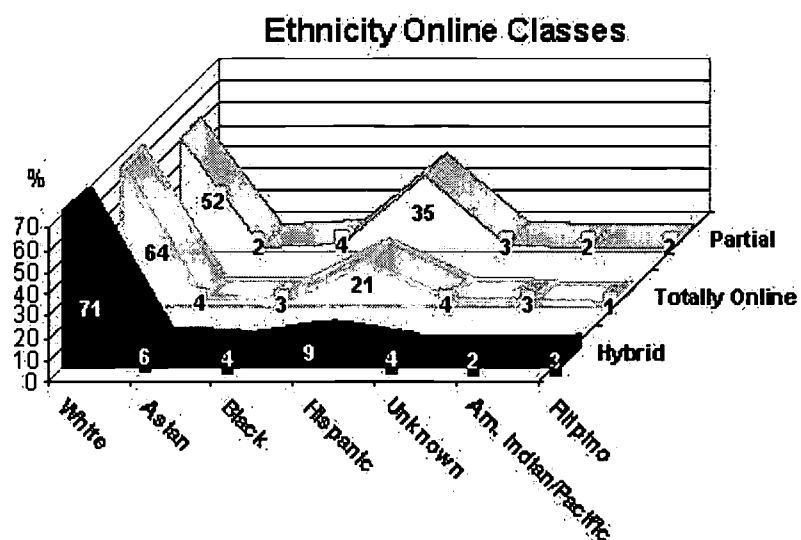 Ethnicity Online Classes
%
70
60
50
40
30
20
10
0
52 2 4 35 3 2 2
Partial
64 4 3 21 4 3 1
Totally Online
71 6 4 9 4 2 3
Hybrid
White
Asian
Black
Hispanic
Unknown
Am. Indian/Pacific
Filipino